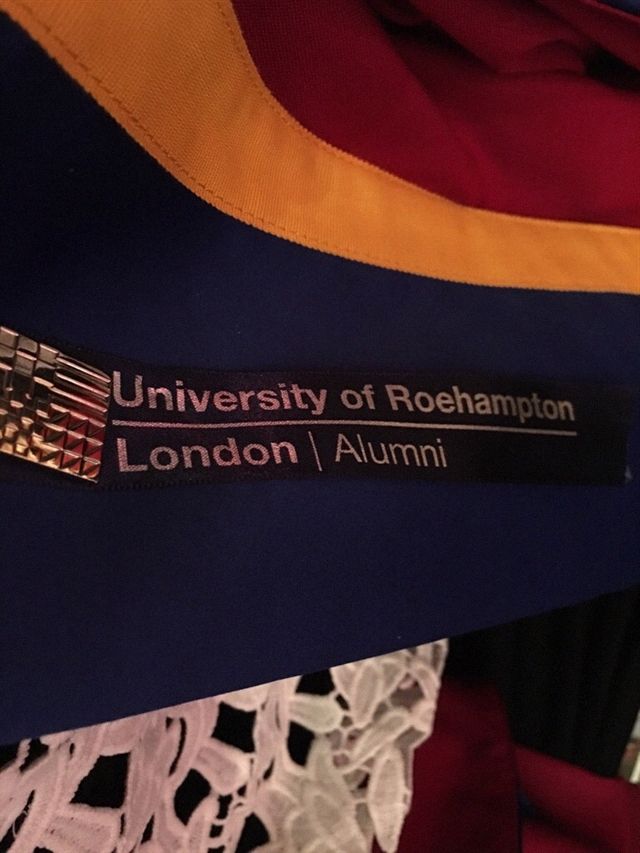 University of Roehampton
London | Alumni